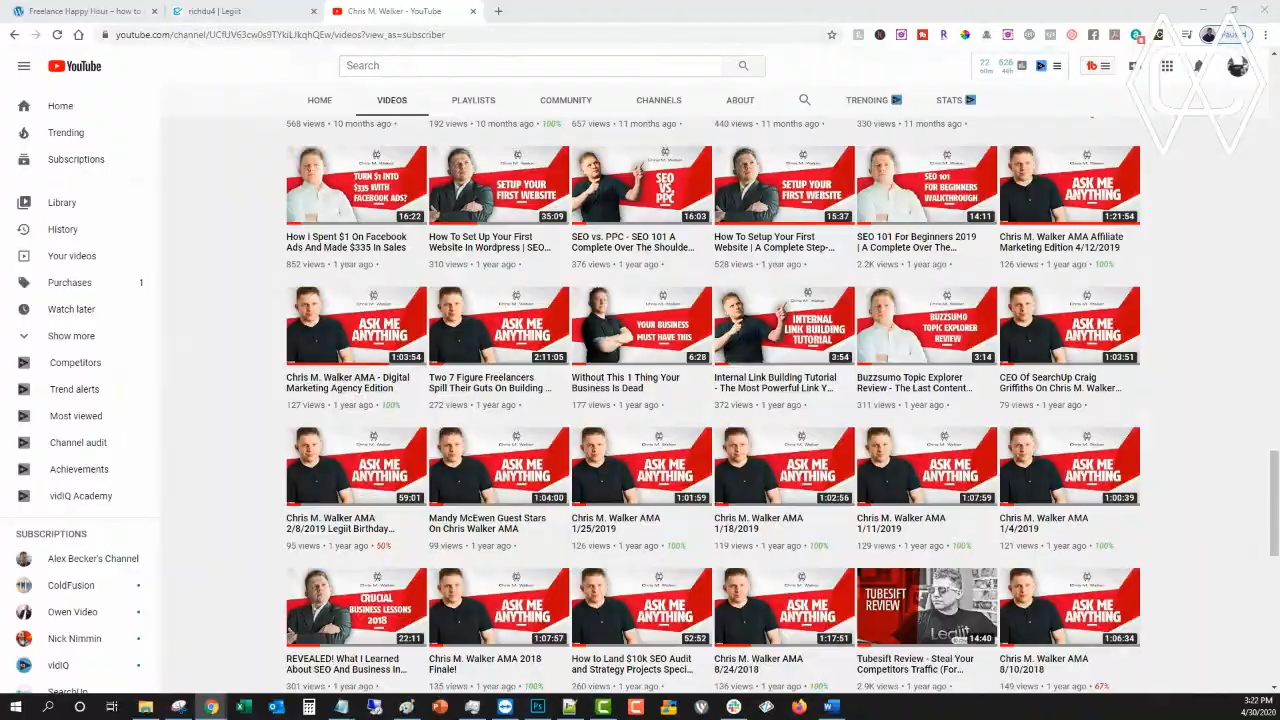 Freelance Happy Hour – how to
richdu4 | Legiit
Chris M. Walker - YouTube
youtube.com/channel/UCfUV63cw0s9TYkiLIkqhQEw/videos?view_as=subscriber
Paused
YouTube
Search
22 60m
526 48h
tb
HOME
VIDEOS
PLAYLISTS
COMMUNITY
CHANNELS
ABOUT
TRENDING
STATS
Home
Trending
Subscriptions
Library
History
Your videos
Purchases 1
Watch later
Show more
Competitors
Trend alerts
Most viewed
Channel audit
Achievements
vidIQ Academy
SUBSCRIPTIONS
Alex Becker's Channel
ColdFusion
Owen Video
Nick Nimmin
vidiQ
SearchUp
568 views • 10 months ago •
192 views • 10 months ago • 100%
657 views • 11 months ago •
440 views • 11 months ago •
330 views • 11 months ago •
TURN $1 INTO
$335 WITH
FACEBOOK ADS?
16:22
SETUP YOUR
FIRST WEBSITE
35:09
SEO
VS.
PPC
16:03
SETUP YOUR
FIRST WEBSITE
15:37
SEO 101
FOR BEGINNERS
WALKTHROUGH
14:11
ASK ME
ANYTHING
1:21:54
How I Spent $1 On Facebook
Ads And Made $335 In Sales
852 views • 1 year ago •
How To Set Up Your First
Website In Wordpress | SEO...
310 views • 1 year ago •
SEO vs. PPC - SEO 101 A
Complete Over The Shoulde...
376 views • 1 year ago •
How To Setup Your First
Website | A Complete Step-...
528 views • 1 year ago •
SEO 101 For Beginners 2019
| A Complete Over The...
2.2K views • 1 year ago •
Chris M. Walker AMA Affiliate
Marketing Edition 4/12/2019
126 views • 1 year ago • 100%
ASK ME
ANYTHING
1:03:54
ASK ME
ANYTHING
2:11:05
YOUR BUSINESS
MUST HAVE THIS
6:28
INTERNAL
LINK BUILDING
TUTORIAL
3:54
BUZZSUMO
TOPIC EXPLORER
REVIEW
3:14
ASK ME
ANYTHING
1:03:51
Chris M. Walker AMA - Digital
Marketing Agency Edition
127 views • 1 year ago • 100%
Two 7 Figure Freelancers
Spill Their Guts On Building ...
272 views • 1 year ago •
Without This 1 Thing Your
Business Is Dead
177 views • 1 year ago •
Internal Link Building Tutorial
- The Most Powerful Link Y...
372 views • 1 year ago •
Buzzsumo Topic Explorer
Review - The Last Content...
311 views • 1 year ago •
CEO Of SearchUp Craig
Griffiths On Chris M. Walker...
79 views • 1 year ago •
ASK ME
ANYTHING
59:01
ASK ME
ANYTHING
1:04:00
ASK ME
ANYTHING
1:01:59
ASK ME
ANYTHING
1:02:56
ASK ME
ANYTHING
1:07:59
ASK ME
ANYTHING
1:00:39
Chris M. Walker AMA
2/8/2019 Legiit Birthday...
95 views • 1 year ago • 50%
Mandy McEwen Guest Stars
On Chris Walker AMA
99 views • 1 year ago •
Chris M. Walker AMA
1/25/2019
126 views • 1 year ago • 100%
Chris M. Walker AMA
1/18/2019
119 views • 1 year ago • 100%
Chris M. Walker AMA
1/11/2019
129 views • 1 year ago • 100%
Chris M. Walker AMA
1/4/2019
121 views • 1 year ago • 100%
CRUCIAL
BUSINESS LESSONS
2018
22:11
ASK ME
ANYTHING
1:07:57
ASK ME
ANYTHING
52:52
ASK ME
ANYTHING
1:17:51
TUBESIFT
REVIEW
Legiit
14:40
ASK ME
ANYTHING
1:06:34
REVEALED! What I Learned
About SEO And Business In...
301 views • 1 year ago •
Chris M. Walker AMA 2018
Finale!
135 views • 1 year ago • 100%
How to Land $10k SEO Audit
and Strategy Projects Speci...
260 views • 1 year ago •
Chris M. Walker AMA
8/24/2018
136 views • 1 year ago • 100%
Tubesift Review - Steal Your
Competitors Traffic (For...
2.9K views • 1 year ago •
Chris M. Walker AMA
8/10/2018
149 views • 1 year ago • 67%
3:22 PM
4/30/2020